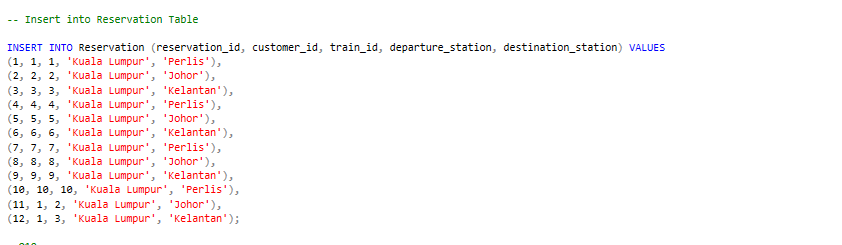 -- Insert into Reservation Table
INSERT INTO Reservation (reservation_id, customer_id, train_id, departure_station, destination_station) VALUES
(1, 1, 1, 'Kuala Lumpur', 'Perlis'),
(2, 2, 2, 'Kuala Lumpur', 'Johor'),
(3, 3, 3, 'Kuala Lumpur', 'Kelantan'),
(4, 4, 4, 'Kuala Lumpur', 'Perlis'),
(5, 5, 5, 'Kuala Lumpur', 'Johor'),
(6, 6, 6, 'Kuala Lumpur', 'Kelantan'),
(7, 7, 7, 'Kuala Lumpur', 'Perlis'),
(8, 8, 8, 'Kuala Lumpur', 'Johor'),
(9, 9, 9, 'Kuala Lumpur', 'Kelantan'),
(10, 10, 10, 'Kuala Lumpur', 'Perlis'),
(11, 1, 2, 'Kuala Lumpur', 'Johor'),
(12, 1, 3, 'Kuala Lumpur', 'Kelantan');